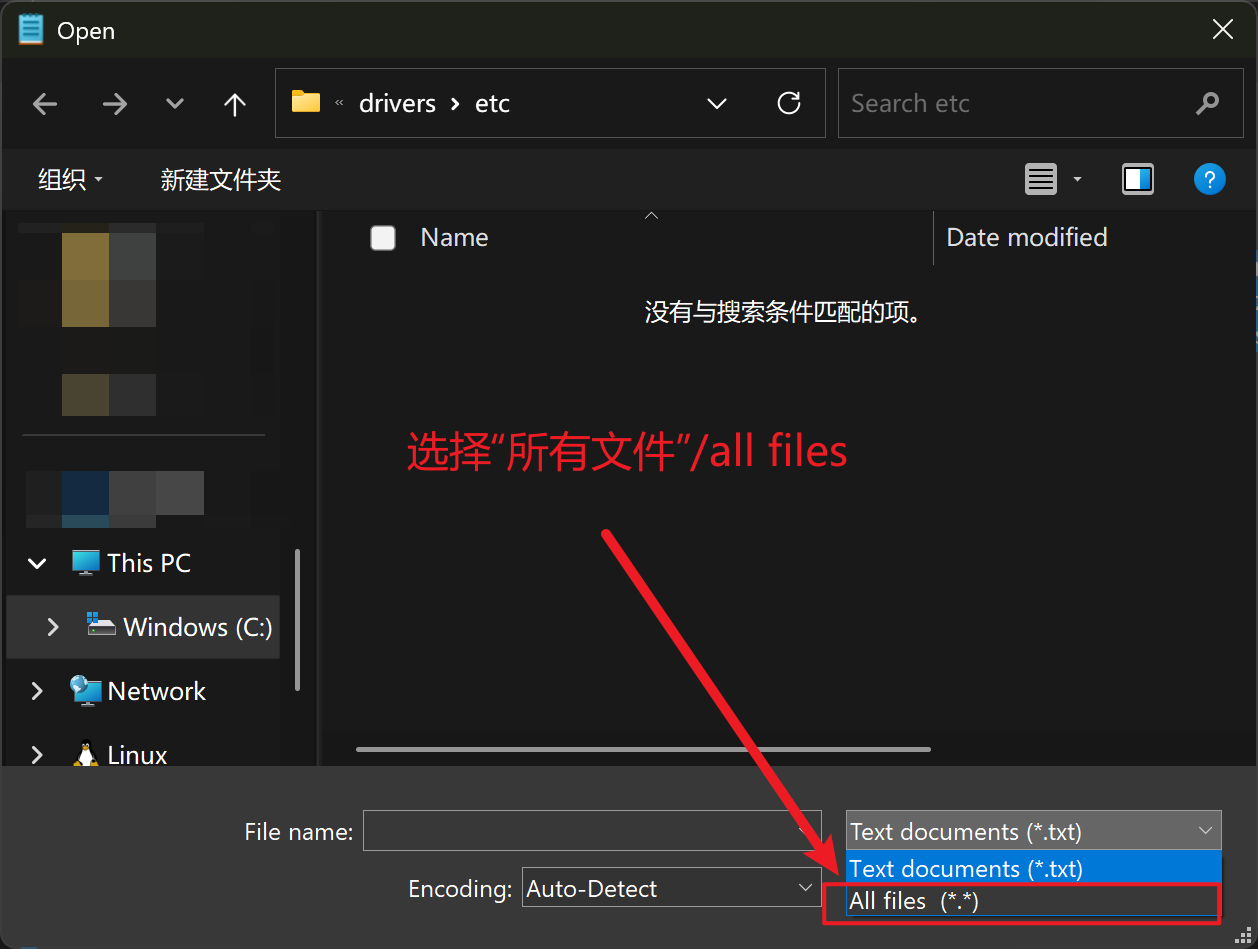 Open
« drivers › etc
Search etc
组织
新建文件夹
?
Name
Date modified
没有与搜索条件匹配的项。
选择“所有文件”/all files
This PC
Windows (C:)
Network
Linux
File name:
Text documents (*.txt)
Text documents (*.txt)
Encoding:
Auto-Detect
All files (*.*)